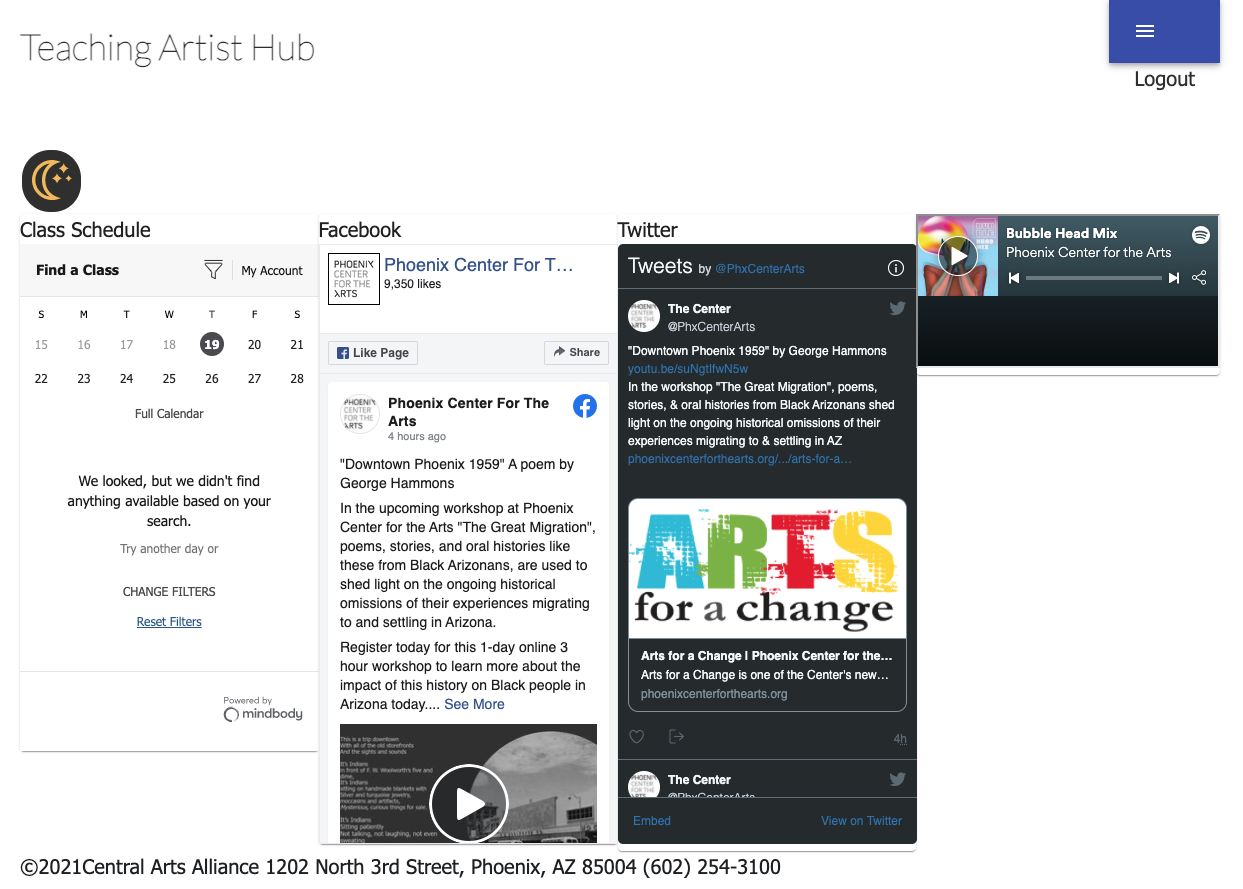 Teaching Artist Hub
Logout
Class Schedule
Find a Class
My Account
S M T W T F S
15 16 17 18 19 20 21
22 23 24 25 26 27 28
Full Calendar
We looked, but we didn't find
anything available based on your
search.
Try another day or
CHANGE FILTERS
Reset Filters
Powered by
mindbody
Facebook
PHOENIX
CENTER
FOR THE
ARTS
Phoenix Center For T…
9,350 likes
Like Page
Share
PHOENIX
CENTER
FOR THE
ARTS
Phoenix Center For The
Arts
4 hours ago
"Downtown Phoenix 1959" A poem by
George Hammons
In the upcoming workshop at Phoenix
Center for the Arts "The Great Migration",
poems, stories, and oral histories like
these from Black Arizonans, are used to
shed light on the ongoing historical
omissions of their experiences migrating
to and settling in Arizona.
Register today for this 1-day online 3
hour workshop to learn more about the
impact of this history on Black people in
Arizona today.... See More
This is a trip downtown
With all of the old storefronts
And the sights and sounds
It's Indians
in front of F. W. Woolworth's five and
dime,
It's Indians
sitting on handmade blankets with
Silver and turquoise jewelry,
moccasins and artifacts,
Mysterious, curious things for sale.
It's Indians
Sitting patiently
Not talking, not laughing, not even
Twitter
Tweets by @PhxCenterArts
The Center
@PhxCenterArts
"Downtown Phoenix 1959" by George Hammons
youtu.be/suNgtIfwN5w
In the workshop "The Great Migration", poems,
stories, & oral histories from Black Arizonans shed
light on the ongoing historical omissions of their
experiences migrating to & settling in AZ
phoenixcenterforthearts.org/.../arts-for-a…
ARTS
for a change
Arts for a Change | Phoenix Center for the…
Arts for a Change is one of the Center's new…
phoenixcenterforthearts.org
4h
The Center
@PhxCenterArts
Embed
View on Twitter
Bubble Head Mix
Phoenix Center for the Arts
©2021Central Arts Alliance 1202 North 3rd Street, Phoenix, AZ 85004 (602) 254-3100